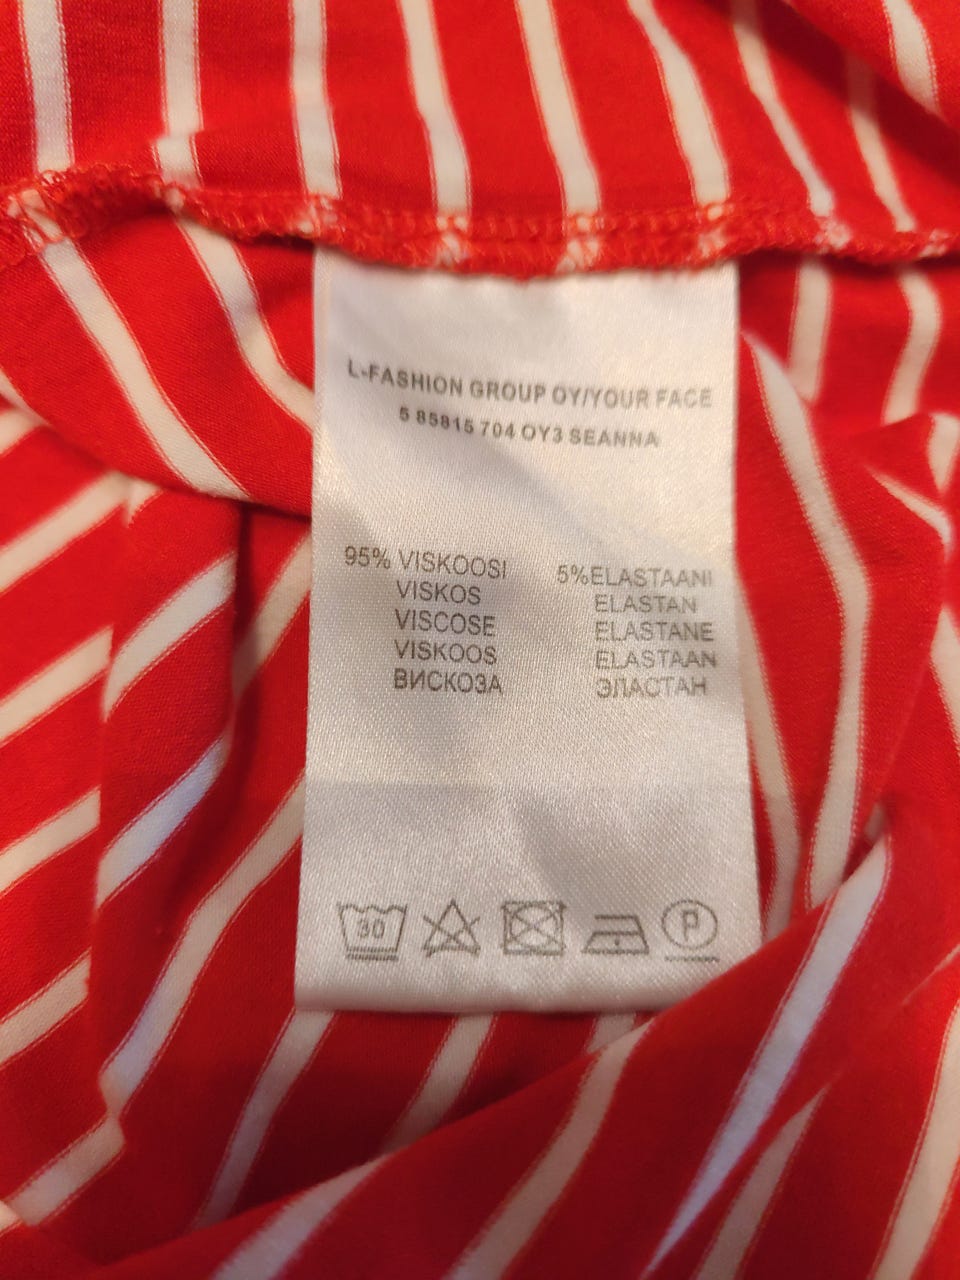 L-FASHION GROUP OY/YOUR FACE
5 85815 704 OY3 SEANNA
95% VISKOOSI 5%ELASTAANI
VISKOS ELASTAN
VISCOSE ELASTANE
VISKOOS ELASTAAN
ВИСКОЗА ЭЛАСТАН
30 P